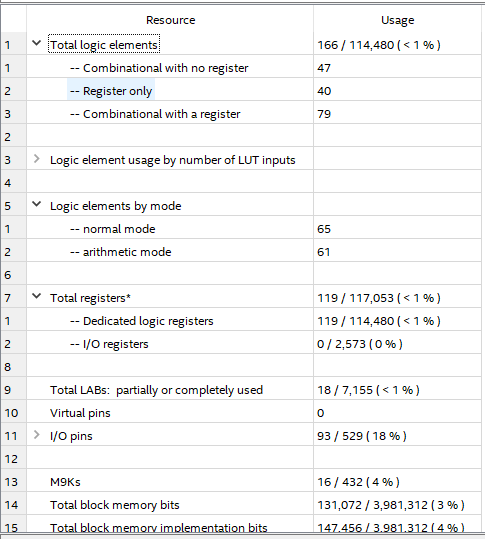 Resource Usage
1 Total logic elements 166 / 114,480 ( < 1 % )
1 -- Combinational with no register 47
2 -- Register only 40
3 -- Combinational with a register 79
2
3 Logic element usage by number of LUT inputs
4
5 Logic elements by mode
1 -- normal mode 65
2 -- arithmetic mode 61
6
7 Total registers* 119 / 117,053 ( < 1 % )
1 -- Dedicated logic registers 119 / 114,480 ( < 1 % )
2 -- I/O registers 0 / 2,573 ( 0 % )
8
9 Total LABs: partially or completely used 18 / 7,155 ( < 1 % )
10 Virtual pins 0
11 I/O pins 93 / 529 ( 18 % )
12
13 M9Ks 16 / 432 ( 4 % )
14 Total block memory bits 131,072 / 3,981,312 ( 3 % )
15 Total block memory implementation bits 147,456 / 3,981,312 ( 4 % )